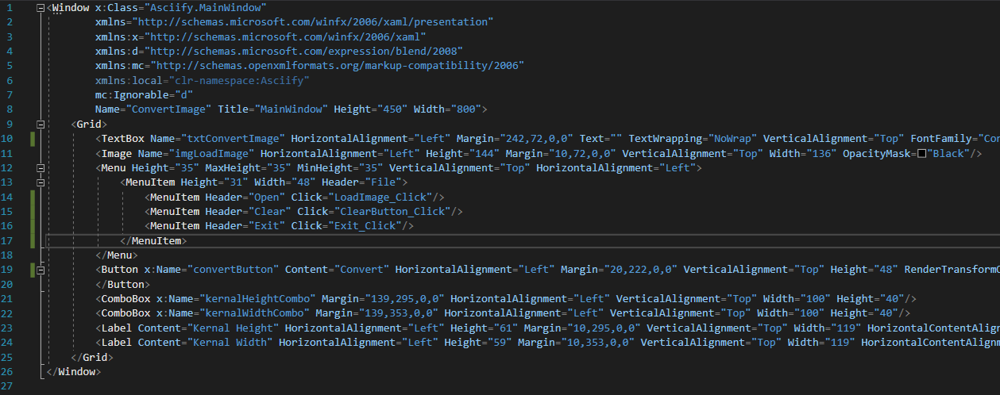 1 <Window x:Class="Asciify.MainWindow"
2 xmlns="http://schemas.microsoft.com/winfx/2006/xaml/presentation"
3 xmlns:x="http://schemas.microsoft.com/winfx/2006/xaml"
4 xmlns:d="http://schemas.microsoft.com/expression/blend/2008"
5 xmlns:mc="http://schemas.openxmlformats.org/markup-compatibility/2006"
6 xmlns:local="clr-namespace:Asciify"
7 mc:Ignorable="d"
8 Name="ConvertImage" Title="MainWindow" Height="450" Width="800">
9 <Grid>
10 <TextBox Name="txtConvertImage" HorizontalAlignment="Left" Margin="242,72,0,0" Text="" TextWrapping="NoWrap" VerticalAlignment="Top" FontFamily="Con
11 <Image Name="imgLoadImage" HorizontalAlignment="Left" Height="144" Margin="10,72,0,0" VerticalAlignment="Top" Width="136" OpacityMask="Black"/>
12 <Menu Height="35" MaxHeight="35" MinHeight="35" VerticalAlignment="Top" HorizontalAlignment="Left">
13 <MenuItem Height="31" Width="48" Header="File">
14 <MenuItem Header="Open" Click="LoadImage_Click"/>
15 <MenuItem Header="Clear" Click="ClearButton_Click"/>
16 <MenuItem Header="Exit" Click="Exit_Click"/>
17 </MenuItem>
18 </Menu>
19 <Button x:Name="convertButton" Content="Convert" HorizontalAlignment="Left" Margin="20,222,0,0" VerticalAlignment="Top" Height="48" RenderTransformO
20 </Button>
21 <ComboBox x:Name="kernalHeightCombo" Margin="139,295,0,0" HorizontalAlignment="Left" VerticalAlignment="Top" Width="100" Height="40"/>
22 <ComboBox x:Name="kernalWidthCombo" Margin="139,353,0,0" HorizontalAlignment="Left" VerticalAlignment="Top" Width="100" Height="40"/>
23 <Label Content="Kernal Height" HorizontalAlignment="Left" Height="61" Margin="10,295,0,0" VerticalAlignment="Top" Width="119" HorizontalContentAlign
24 <Label Content="Kernal Width" HorizontalAlignment="Left" Height="59" Margin="10,353,0,0" VerticalAlignment="Top" Width="119" HorizontalContentAlignm
25 </Grid>
26 </Window>
27